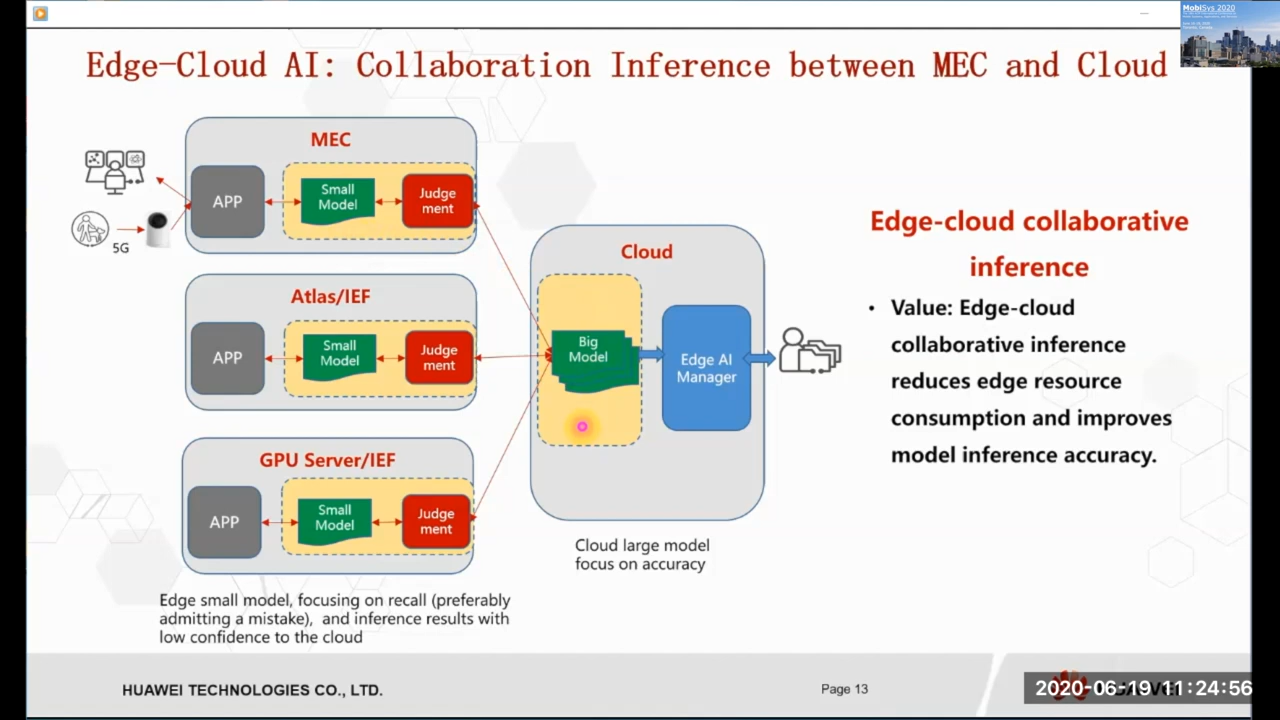 MobiSys 2020
Edge-Cloud AI: Collaboration Inference between MEC and Cloud
MEC
APP
Small
Model
Judge
ment
5G
Atlas/IEF
APP
Small
Model
Judge
ment
GPU Server/IEF
APP
Small
Model
Judge
ment
Edge small model, focusing on recall (preferably
admitting a mistake), and inference results with
low confidence to the cloud
Cloud
Big
Model
Edge AI
Manager
Cloud large model
focus on accuracy
Edge-cloud collaborative
inference
• Value: Edge-cloud
collaborative inference
reduces edge resource
consumption and improves
model inference accuracy.
HUAWEI TECHNOLOGIES CO., LTD.
Page 13
2020-06-19 11:24:56